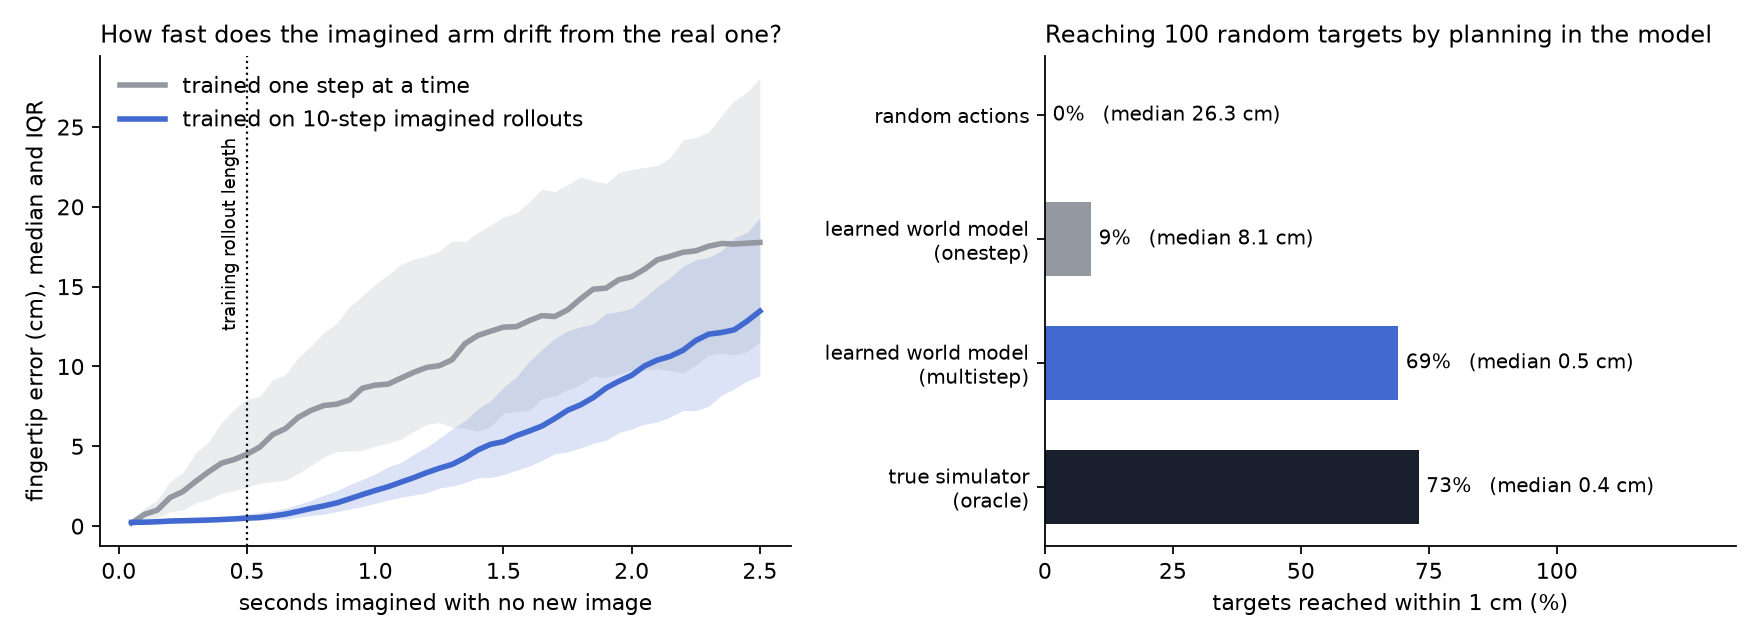 How fast does the imagined arm drift from the real one?
trained one step at a time
trained on 10-step imagined rollouts
training rollout length
fingertip error (cm), median and IQR
25
20
15
10
5
0
0.0 0.5 1.0 1.5 2.0 2.5
seconds imagined with no new image
Reaching 100 random targets by planning in the model
random actions
0% (median 26.3 cm)
learned world model
(onestep)
9% (median 8.1 cm)
learned world model
(multistep)
69% (median 0.5 cm)
true simulator
(oracle)
73% (median 0.4 cm)
0 25 50 75 100
targets reached within 1 cm (%)